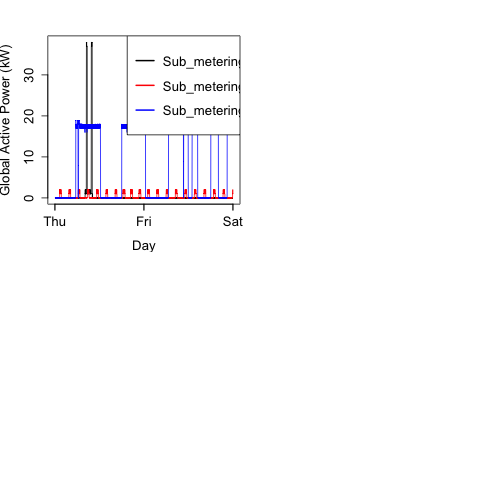 Global Active Power (kW)
0
10
20
30
Sub_metering
Sub_metering
Sub_metering
Thu
Fri
Sat
Day